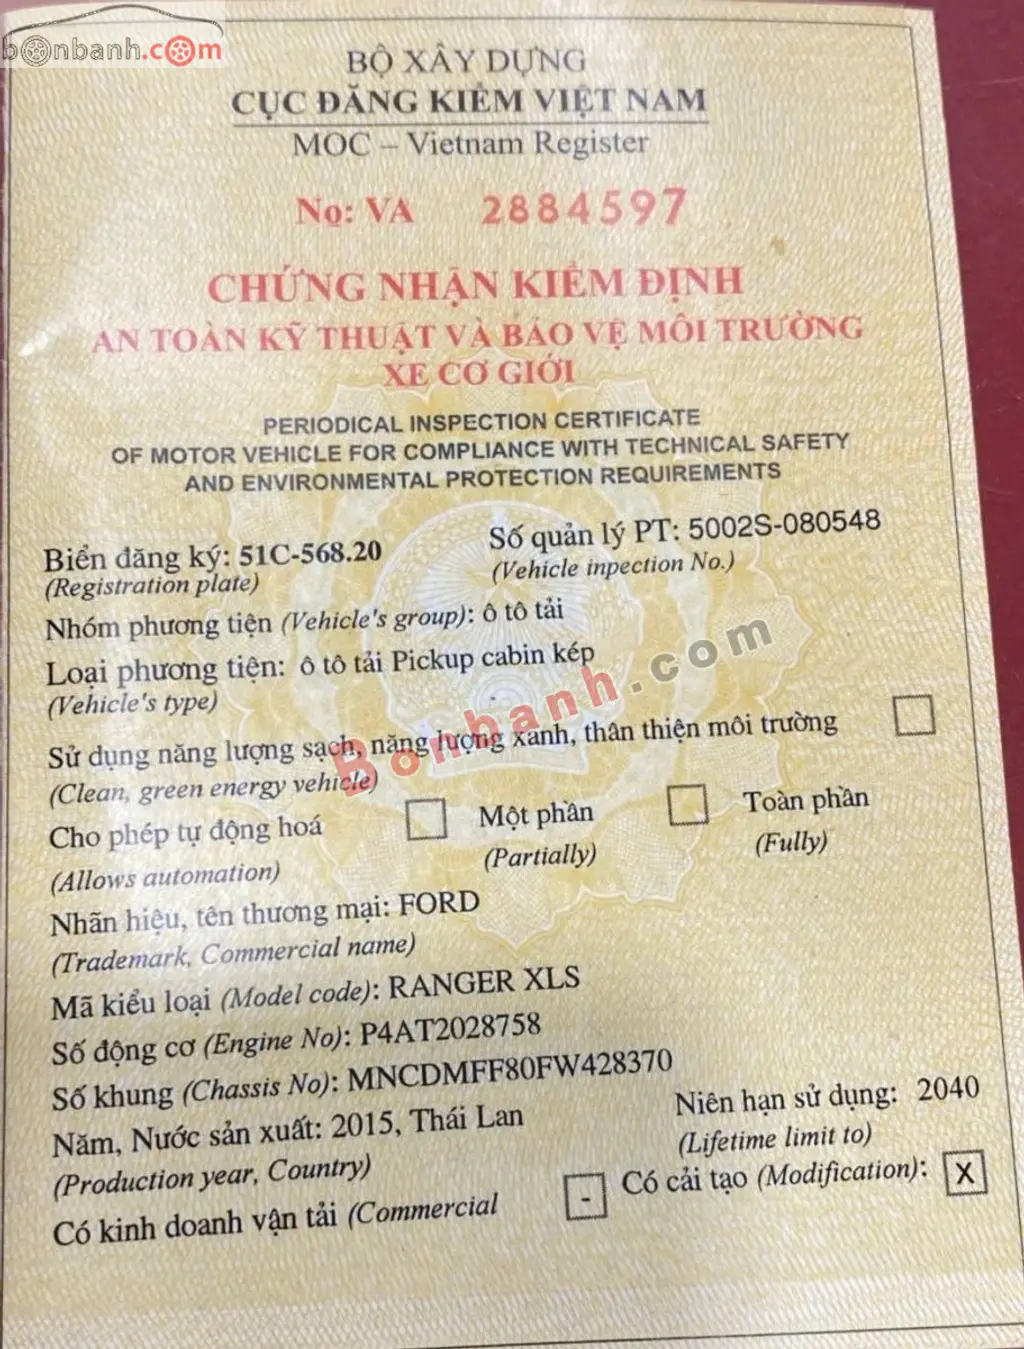 bonbanh.com
BỘ XÂY DỰNG
CỤC ĐĂNG KIỂM VIỆT NAM
MOC – Vietnam Register
Nọ: VA 2884597
CHỨNG NHẬN KIỂM ĐỊNH
AN TOÀN KỸ THUẬT VÀ BẢO VỆ MÔI TRƯỜNG
XE CƠ GIỚI
PERIODICAL INSPECTION CERTIFICATE
OF MOTOR VEHICLE FOR COMPLIANCE WITH TECHNICAL SAFETY
AND ENVIRONMENTAL PROTECTION REQUIREMENTS
Biển đăng ký: 51C-568.20 Số quản lý PT: 5002S-080548
(Registration plate) (Vehicle inpection No.)
Nhóm phương tiện (Vehicle's group): ô tô tải
Loại phương tiện: ô tô tải Pickup cabin kép
(Vehicle's type)
Bonbanh.com
Sử dụng năng lượng sạch, năng lượng xanh, thân thiện môi trường
(Clean, green energy vehicle)
Cho phép tự động hoá Một phần Toàn phần
(Allows automation) (Partially) (Fully)
Nhãn hiệu, tên thương mại: FORD
(Trademark, Commercial name)
Mã kiểu loại (Model code): RANGER XLS
Số động cơ (Engine No): P4AT2028758
Số khung (Chassis No): MNCDMFF80FW428370
Năm, Nước sản xuất: 2015, Thái Lan Niên hạn sử dụng: 2040
(Production year, Country) (Lifetime limit to)
Có kinh doanh vận tải (Commercial - Có cải tạo (Modification): X